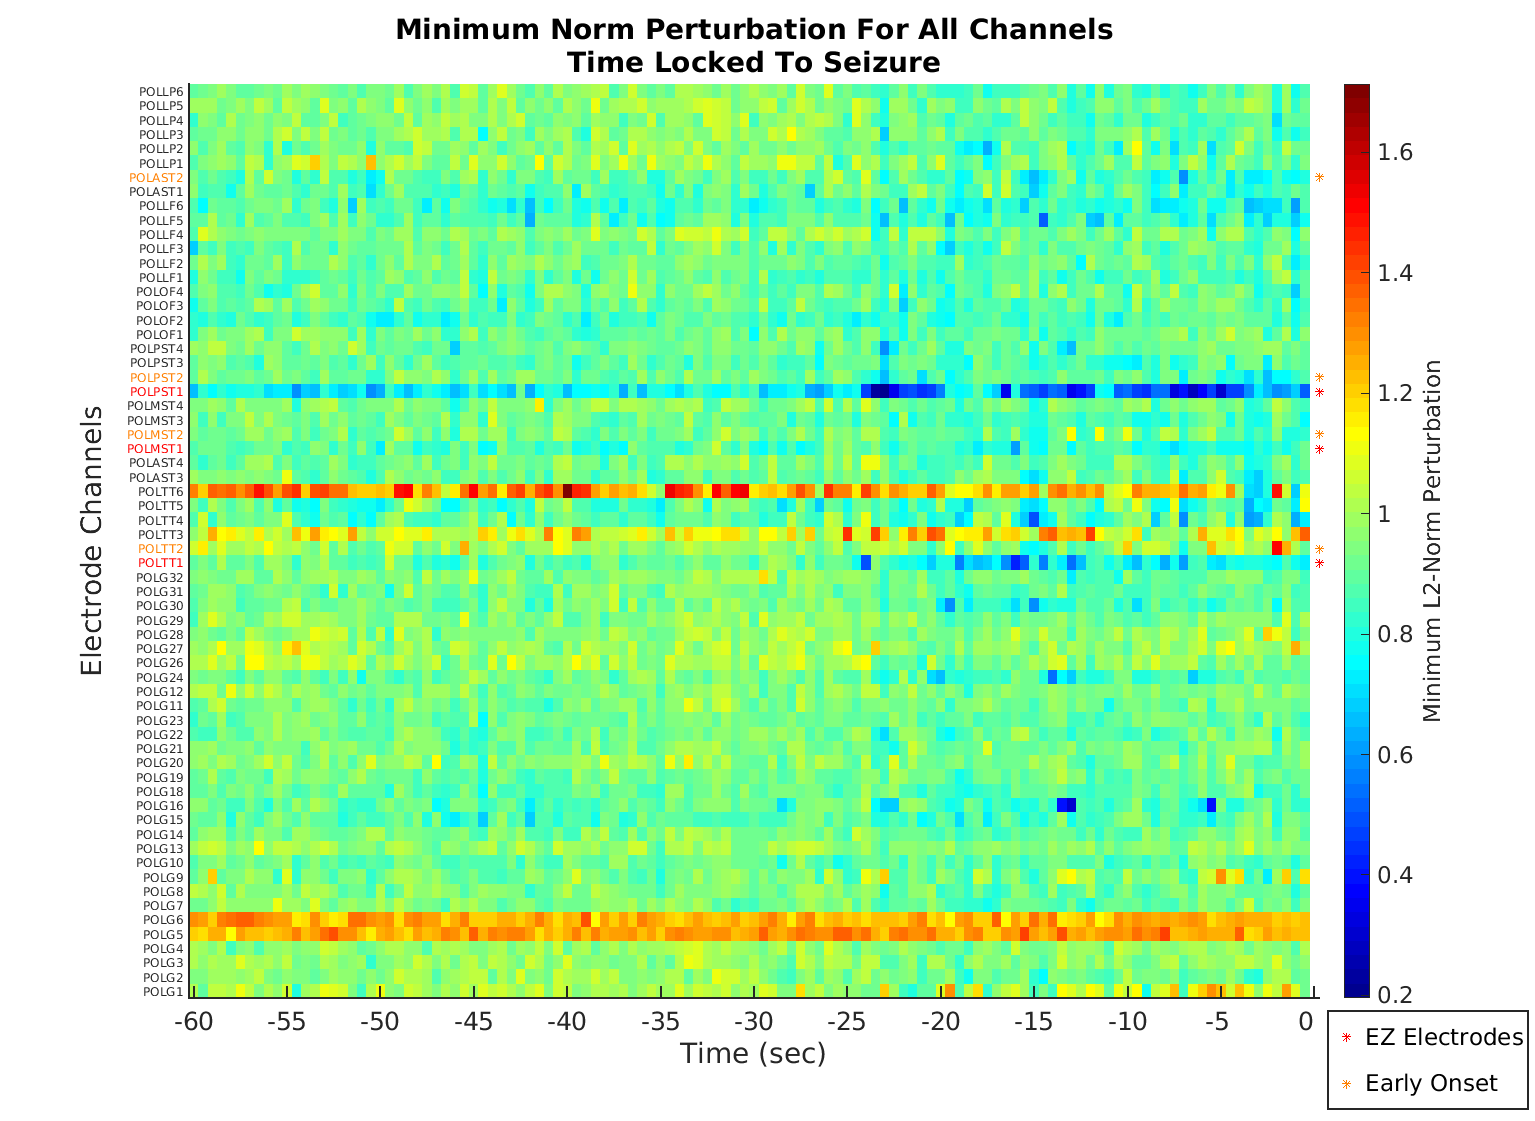 Minimum Norm Perturbation For All Channels
Time Locked To Seizure
Electrode Channels
POLLP6
POLLP5
POLLP4
POLLP3
POLLP2
POLLP1
POLAST2
POLAST1
POLLF6
POLLF5
POLLF4
POLLF3
POLLF2
POLLF1
POLOF4
POLOF3
POLOF2
POLOF1
POLPST4
POLPST3
POLPST2
POLPST1
POLMST4
POLMST3
POLMST2
POLMST1
POLAST4
POLAST3
POLTT6
POLTT5
POLTT4
POLTT3
POLTT2
POLTT1
POLG32
POLG31
POLG30
POLG29
POLG28
POLG27
POLG26
POLG24
POLG12
POLG11
POLG23
POLG22
POLG21
POLG20
POLG19
POLG18
POLG16
POLG15
POLG14
POLG13
POLG10
POLG9
POLG8
POLG7
POLG6
POLG5
POLG4
POLG3
POLG2
POLG1
-60 -55 -50 -45 -40 -35 -30 -25 -20 -15 -10 -5 0
Time (sec)
1.6
1.4
1.2
1
0.8
0.6
0.4
0.2
Minimum L2-Norm Perturbation
EZ Electrodes
Early Onset